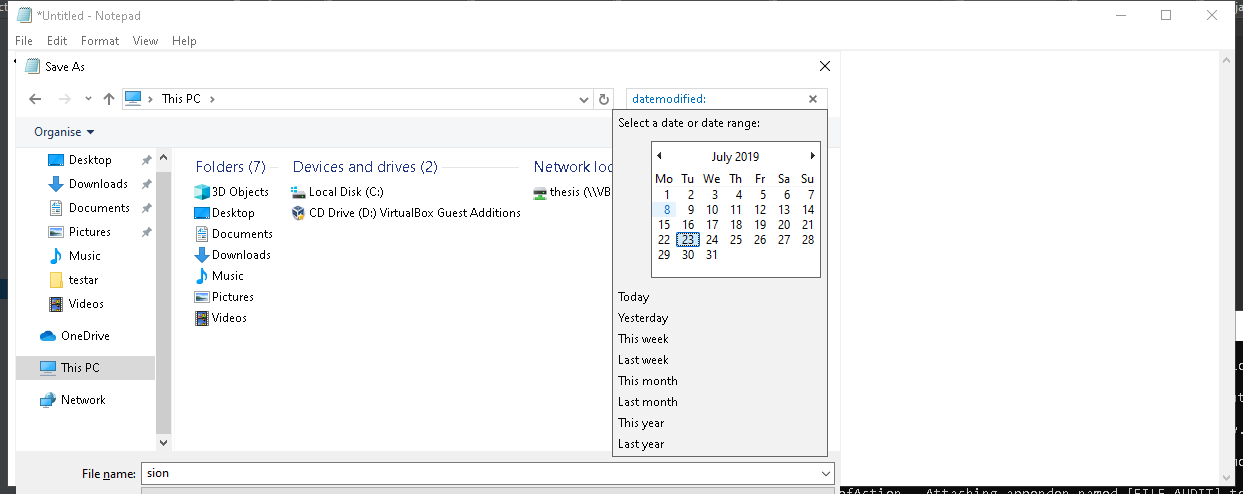 *Untitled - Notepad
File Edit Format View Help
Save As
This PC
datemodified:
Organise
Select a date or date range:
Desktop
Downloads
Documents
Pictures
Music
testar
Videos
OneDrive
This PC
Network
Folders (7)
3D Objects
Desktop
Documents
Downloads
Music
Pictures
Videos
Devices and drives (2)
Local Disk (C:)
CD Drive (D:) VirtualBox Guest Additions
Network loc
thesis (\\VB
July 2019
Mo Tu We Th Fr Sa Su
1 2 3 4 5 6 7
8 9 10 11 12 13 14
15 16 17 18 19 20 21
22 23 24 25 26 27 28
29 30 31
Today
Yesterday
This week
Last week
This month
Last month
This year
Last year
File name: sion
ofAction - Attaching appender named [FILE_AUDIT] to